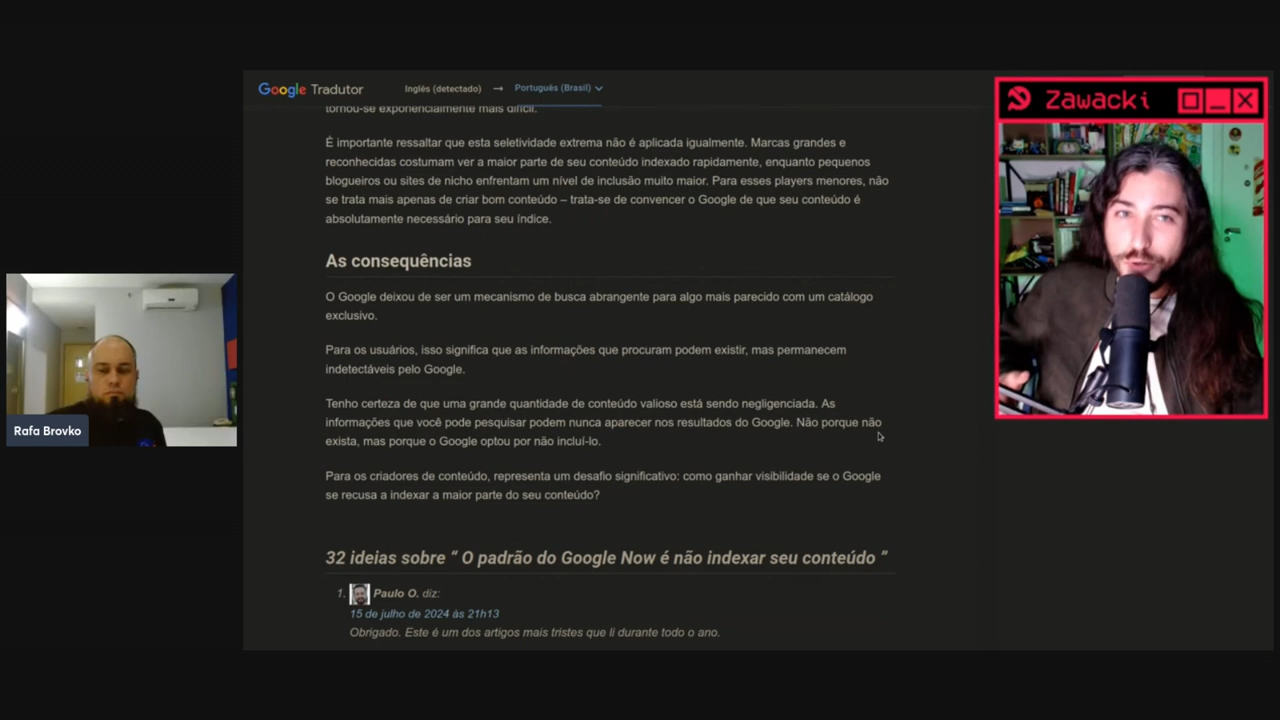 Google Tradutor
Inglês (detectado) → Português (Brasil)
Zawacki
tornou-se exponencialmente mais difícil.
É importante ressaltar que esta seletividade extrema não é aplicada igualmente. Marcas grandes e
reconhecidas costumam ver a maior parte de seu conteúdo indexado rapidamente, enquanto pequenos
blogueiros ou sites de nicho enfrentam um nível de inclusão muito maior. Para esses players menores, não
se trata mais apenas de criar bom conteúdo – trata-se de convencer o Google de que seu conteúdo é
absolutamente necessário para seu índice.
As consequências
O Google deixou de ser um mecanismo de busca abrangente para algo mais parecido com um catálogo
exclusivo.
Para os usuários, isso significa que as informações que procuram podem existir, mas permanecem
indetectáveis pelo Google.
Tenho certeza de que uma grande quantidade de conteúdo valioso está sendo negligenciada. As
informações que você pode pesquisar podem nunca aparecer nos resultados do Google. Não porque não
exista, mas porque o Google optou por não incluí-lo.
Rafa Brovko
Para os criadores de conteúdo, representa um desafio significativo: como ganhar visibilidade se o Google
se recusa a indexar a maior parte do seu conteúdo?
32 ideias sobre “ O padrão do Google Now é não indexar seu conteúdo ”
1. Paulo O. diz:
15 de julho de 2024 às 21h13
Obrigado. Este é um dos artigos mais tristes que li durante todo o ano.